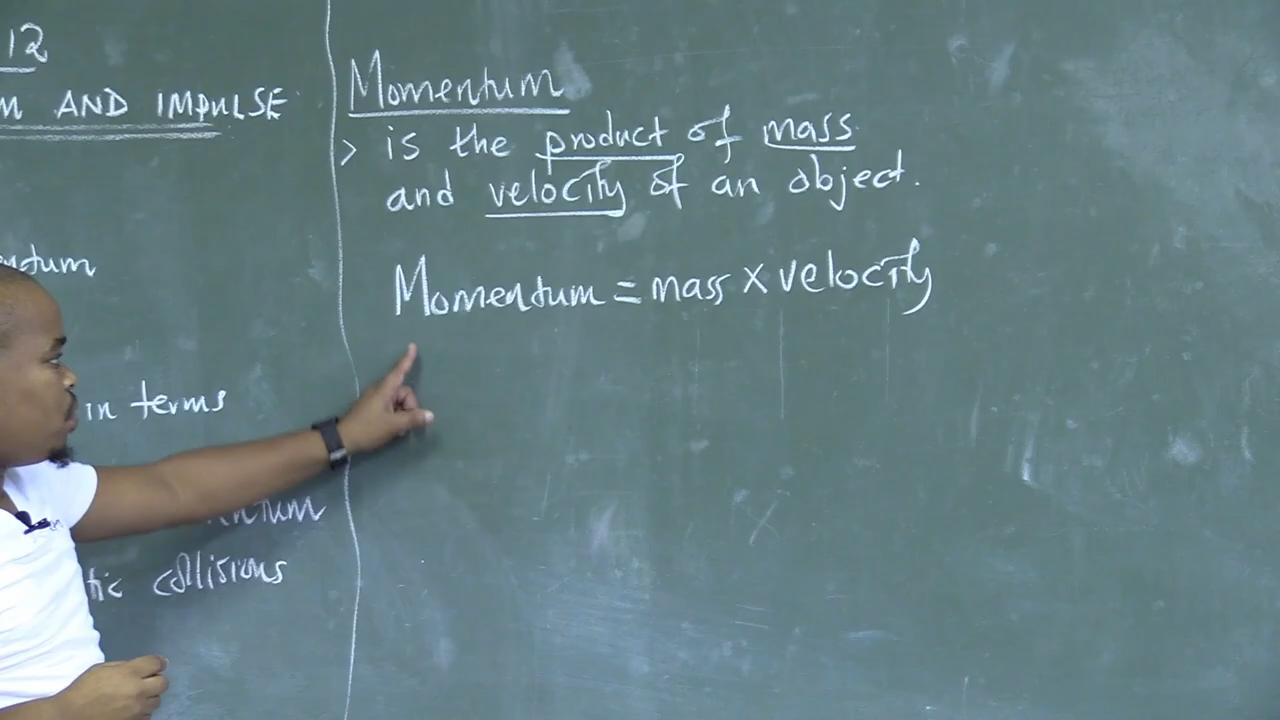 12
M AND IMPULSE
entum
in terms
entum
tic collisions
Momentum
> is the product of mass
and velocity of an object.
Momentum = mass x velocity